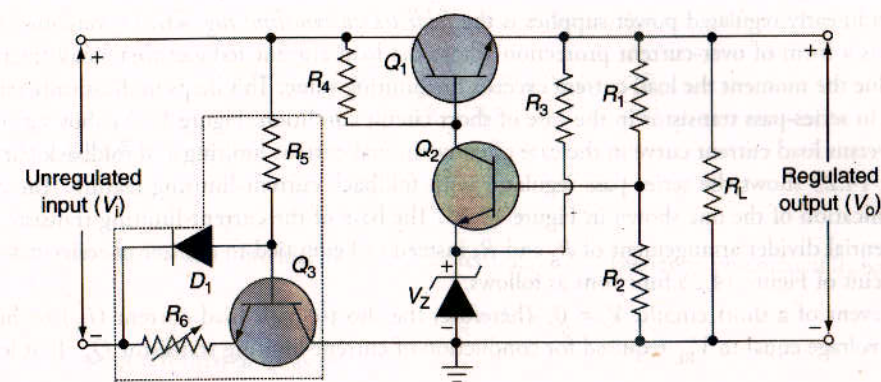 +
+
Q1
R4
R3
R1
R5
Q2
RL
Unregulated
input (Vi)
Regulated
output (Vo)
D1
Q3
+
VZ
R2
R6
−
−